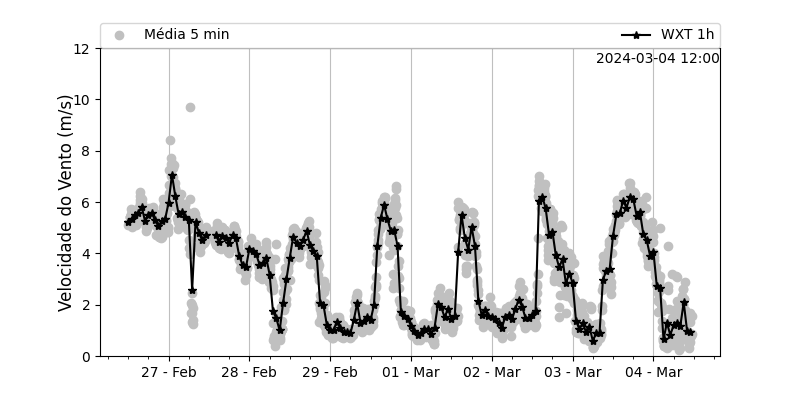 Média 5 min
WXT 1h
2024-03-04 12:00
Velocidade do Vento (m/s)
12
10
8
6
4
2
0
27 - Feb
28 - Feb
29 - Feb
01 - Mar
02 - Mar
03 - Mar
04 - Mar